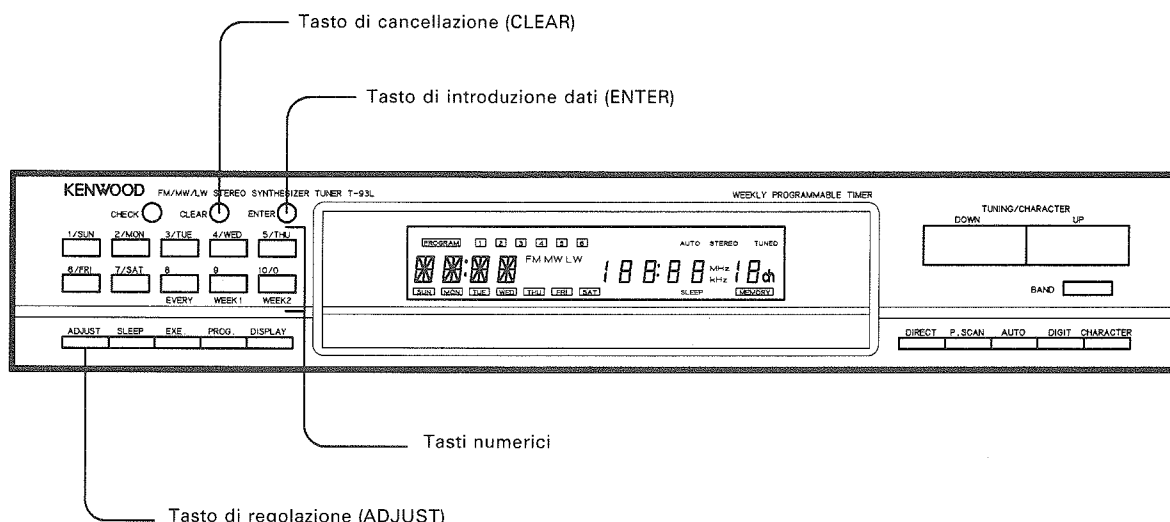 Tasto di cancellazione (CLEAR)
Tasto di introduzione dati (ENTER)
KENWOOD FM/MW/LW STEREO SYNTHESIZER TUNER T-93L WEEKLY PROGRAMMABLE TIMER
CHECK CLEAR ENTER
1/SUN 2/MON 3/TUE 4/WED 5/THU
6/FRI 7/SAT 8 9 10/0
EVERY WEEK1 WEEK2
ADJUST SLEEP EXE. PROG. DISPLAY
PROGRAM 1 2 3 4 5 6 AUTO STEREO TUNED
FM MW LW 188:88 MHz kHz 18ch
SUN MON TUE WED THU FRI SAT SLEEP MEMORY
TUNING/CHARACTER
DOWN UP
BAND
DIRECT P.SCAN AUTO DIGIT CHARACTER
Tasti numerici
Tasto di regolazione (ADJUST)